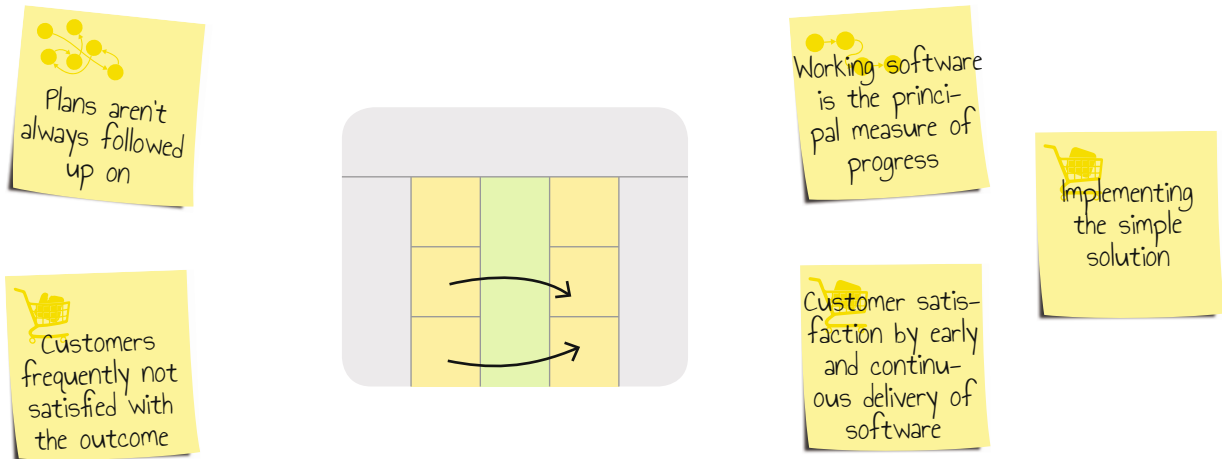 Plans aren't
always followed
up on
Customers
frequently not
satisfied with
the outcome
Working software
is the princi-
pal measure of
progress
Implementing
the simple
solution
Customer satis-
faction by early
and continu-
ous delivery of
software